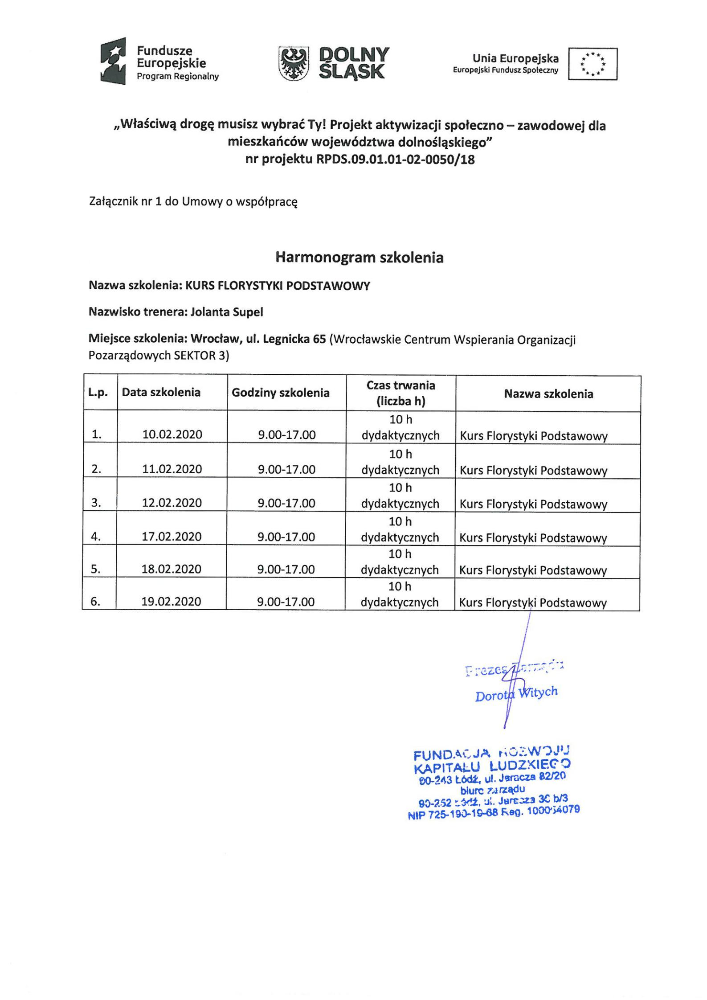 Fundusze
Europejskie
Program Regionalny
DOLNY
ŚLĄSK
Unia Europejska
Europejski Fundusz Społeczny
„Właściwą drogę musisz wybrać Ty! Projekt aktywizacji społeczno – zawodowej dla
mieszkańców województwa dolnośląskiego”
nr projektu RPDS.09.01.01-02-0050/18
Załącznik nr 1 do Umowy o współpracę
Harmonogram szkolenia
Nazwa szkolenia: KURS FLORYSTYKI PODSTAWOWY
Nazwisko trenera: Jolanta Supel
Miejsce szkolenia: Wrocław, ul. Legnicka 65 (Wrocławskie Centrum Wspierania Organizacji
Pozarządowych SEKTOR 3)
L.p. Data szkolenia Godziny szkolenia Czas trwania (liczba h) Nazwa szkolenia
1. 10.02.2020 9.00-17.00 10 h dydaktycznych Kurs Florystyki Podstawowy
2. 11.02.2020 9.00-17.00 10 h dydaktycznych Kurs Florystyki Podstawowy
3. 12.02.2020 9.00-17.00 10 h dydaktycznych Kurs Florystyki Podstawowy
4. 17.02.2020 9.00-17.00 10 h dydaktycznych Kurs Florystyki Podstawowy
5. 18.02.2020 9.00-17.00 10 h dydaktycznych Kurs Florystyki Podstawowy
6. 19.02.2020 9.00-17.00 10 h dydaktycznych Kurs Florystyki Podstawowy
Prezes Zarządu
Dorota Witych
FUNDACJA ROZWOJU
KAPITAŁU LUDZKIEGO
90-243 Łódź, ul. Jaracza 82/20
biuro zarządu
90-252 Łódź, ul. Jaracza
NIP 725-190-19-68 Reg.